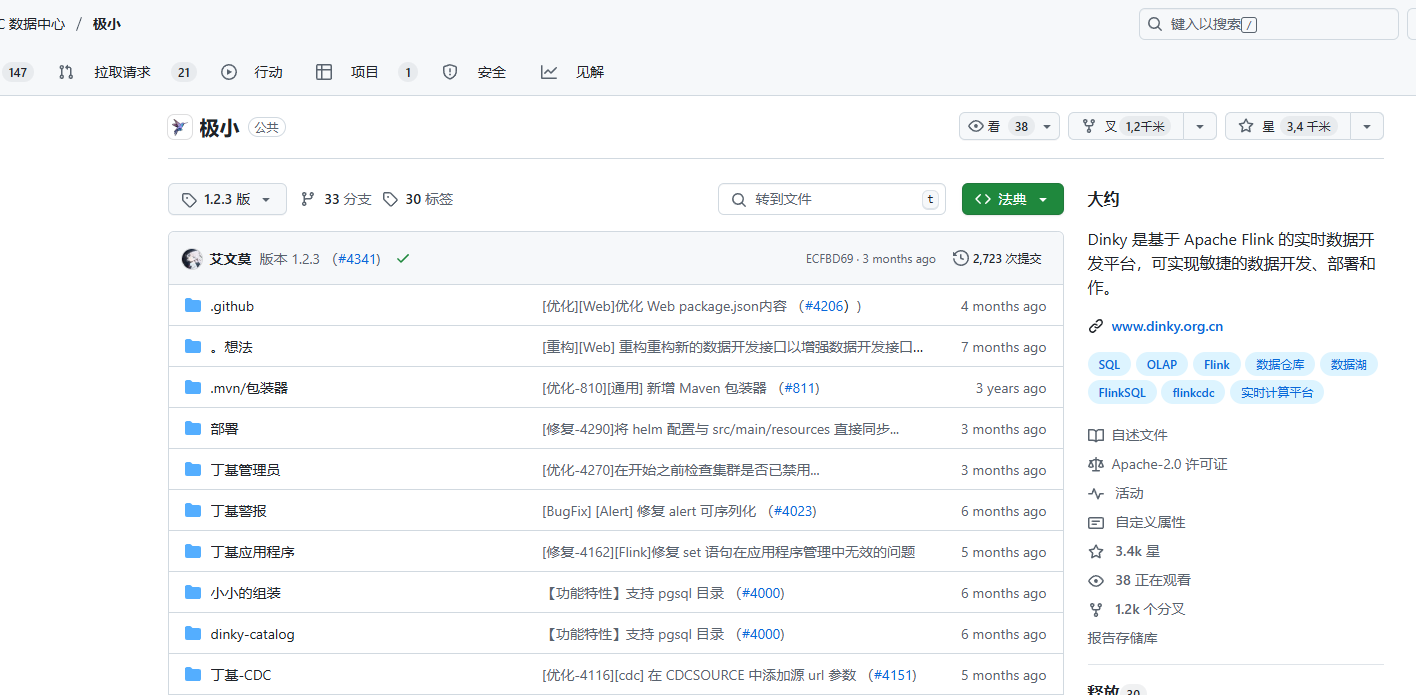 C 数据中心 / 极小
键入以搜索 /
147 拉取请求 21 行动 项目 1 安全 见解
极小 公共
看 38 叉 1,2千米 星 3,4 千米
1.2.3 版 33 分支 30 标签 转到文件 t <> 法典
艾文莫 版本 1.2.3 (#4341) ECFBD69 · 3 months ago 2,723 次提交
.github [优化][Web]优化 Web package.json内容 (#4206)) 4 months ago
。想法 [重构][Web] 重构重构新的数据开发接口以增强数据开发接口... 7 months ago
.mvn/包装器 [优化-810][通用] 新增 Maven 包装器 (#811) 3 years ago
部署 [修复-4290]将 helm 配置与 src/main/resources 直接同步... 3 months ago
丁基管理员 [优化-4270]在开始之前检查集群是否已禁用... 3 months ago
丁基警报 [BugFix] [Alert] 修复 alert 可序列化 (#4023) 6 months ago
丁基应用程序 [修复-4162][Flink]修复 set 语句在应用程序管理中无效的问题 5 months ago
小小的组装 【功能特性】支持 pgsql 目录 (#4000) 6 months ago
dinky-catalog 【功能特性】支持 pgsql 目录 (#4000) 6 months ago
丁基-CDC [优化-4116][cdc] 在 CDCSOURCE 中添加源 url 参数 (#4151) 5 months ago
大约
Dinky 是基于 Apache Flink 的实时数据开
发平台，可实现敏捷的数据开发、部署和
作。
www.dinky.org.cn
SQL OLAP Flink 数据仓库 数据湖
FlinkSQL flinkcdc 实时计算平台
自述文件
Apache-2.0 许可证
活动
自定义属性
3.4k 星
38 正在观看
1.2k 个分叉
报告存储库
释放 30